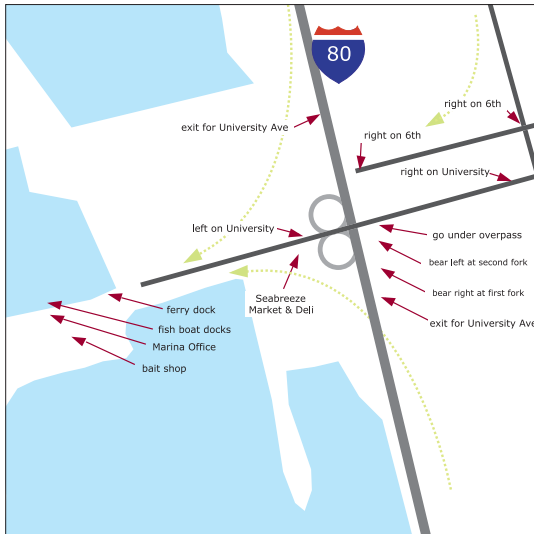 80
right on 6th
exit for University Ave
right on 6th
right on University
left on University
go under overpass
bear left at second fork
bear right at first fork
Seabreeze
Market & Deli
ferry dock
exit for University Ave
fish boat docks
Marina Office
bait shop